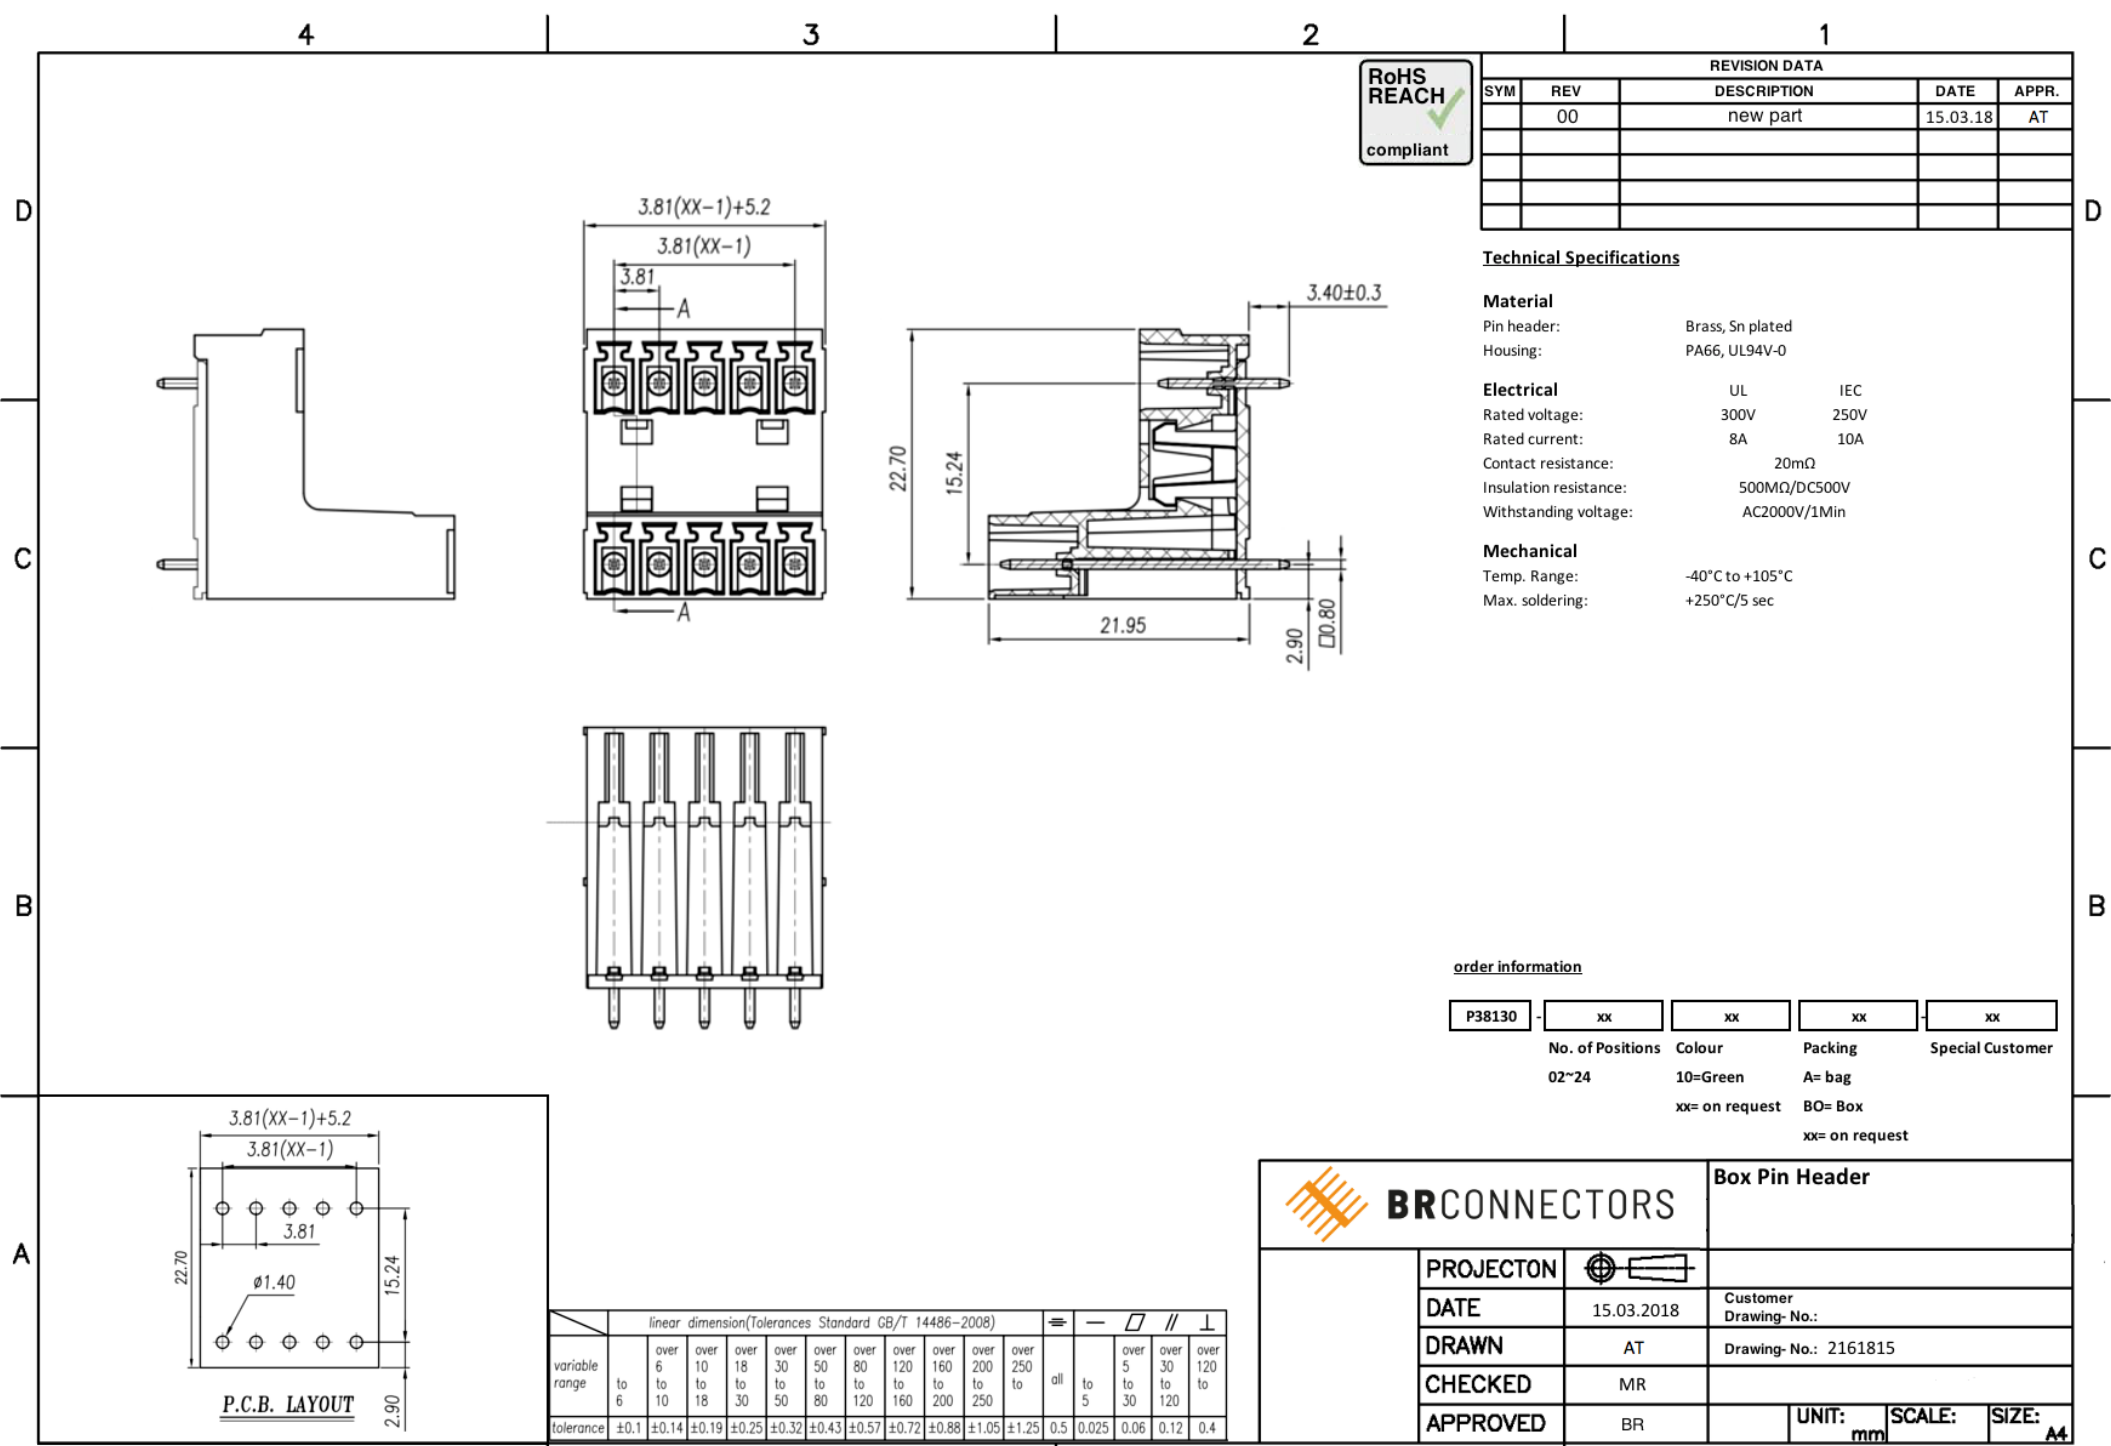 4 3 2 1
RoHS
REACH
compliant
REVISION DATA
SYM REV DESCRIPTION DATE APPR.
00 new part 15.03.18 AT
D D
3.81(XX-1)+5.2
3.81(XX-1)
3.81
A
A
3.40±0.3
22.70
15.24
21.95
2.90
□0.80
Technical Specifications
Material
Pin header: Brass, Sn plated
Housing: PA66, UL94V-0
Electrical UL IEC
Rated voltage: 300V 250V
Rated current: 8A 10A
Contact resistance: 20mΩ
Insulation resistance: 500MΩ/DC500V
Withstanding voltage: AC2000V/1Min
Mechanical
Temp. Range: -40°C to +105°C
Max. soldering: +250°C/5 sec
C C
B B
order information
P38130 - xx xx xx - xx
No. of Positions Colour Packing Special Customer
02~24 10=Green A= bag
xx= on request BO= Box
xx= on request
A
3.81(XX-1)+5.2
3.81(XX-1)
3.81
22.70
ø1.40
15.24
2.90
P.C.B. LAYOUT
linear dimension(Tolerances Standard GB/T 14486-2008) ⌯ — ▱ // ⊥
variable range to 6 over 6 to 10 over 10 to 18 over 18 to 30 over 30 to 50 over 50 to 80 over 80 to 120 over 120 to 160 over 160 to 200 over 200 to 250 over 250 to all to 5 over 5 to 30 over 30 to 120 over 120 to
tolerance ±0.1 ±0.14 ±0.19 ±0.25 ±0.32 ±0.43 ±0.57 ±0.72 ±0.88 ±1.05 ±1.25 0.5 0.025 0.06 0.12 0.4
BRCONNECTORS
Box Pin Header
PROJECTON
DATE 15.03.2018
Customer
Drawing- No.:
DRAWN AT
Drawing- No.: 2161815
CHECKED MR
APPROVED BR
UNIT: mm SCALE: SIZE: A4